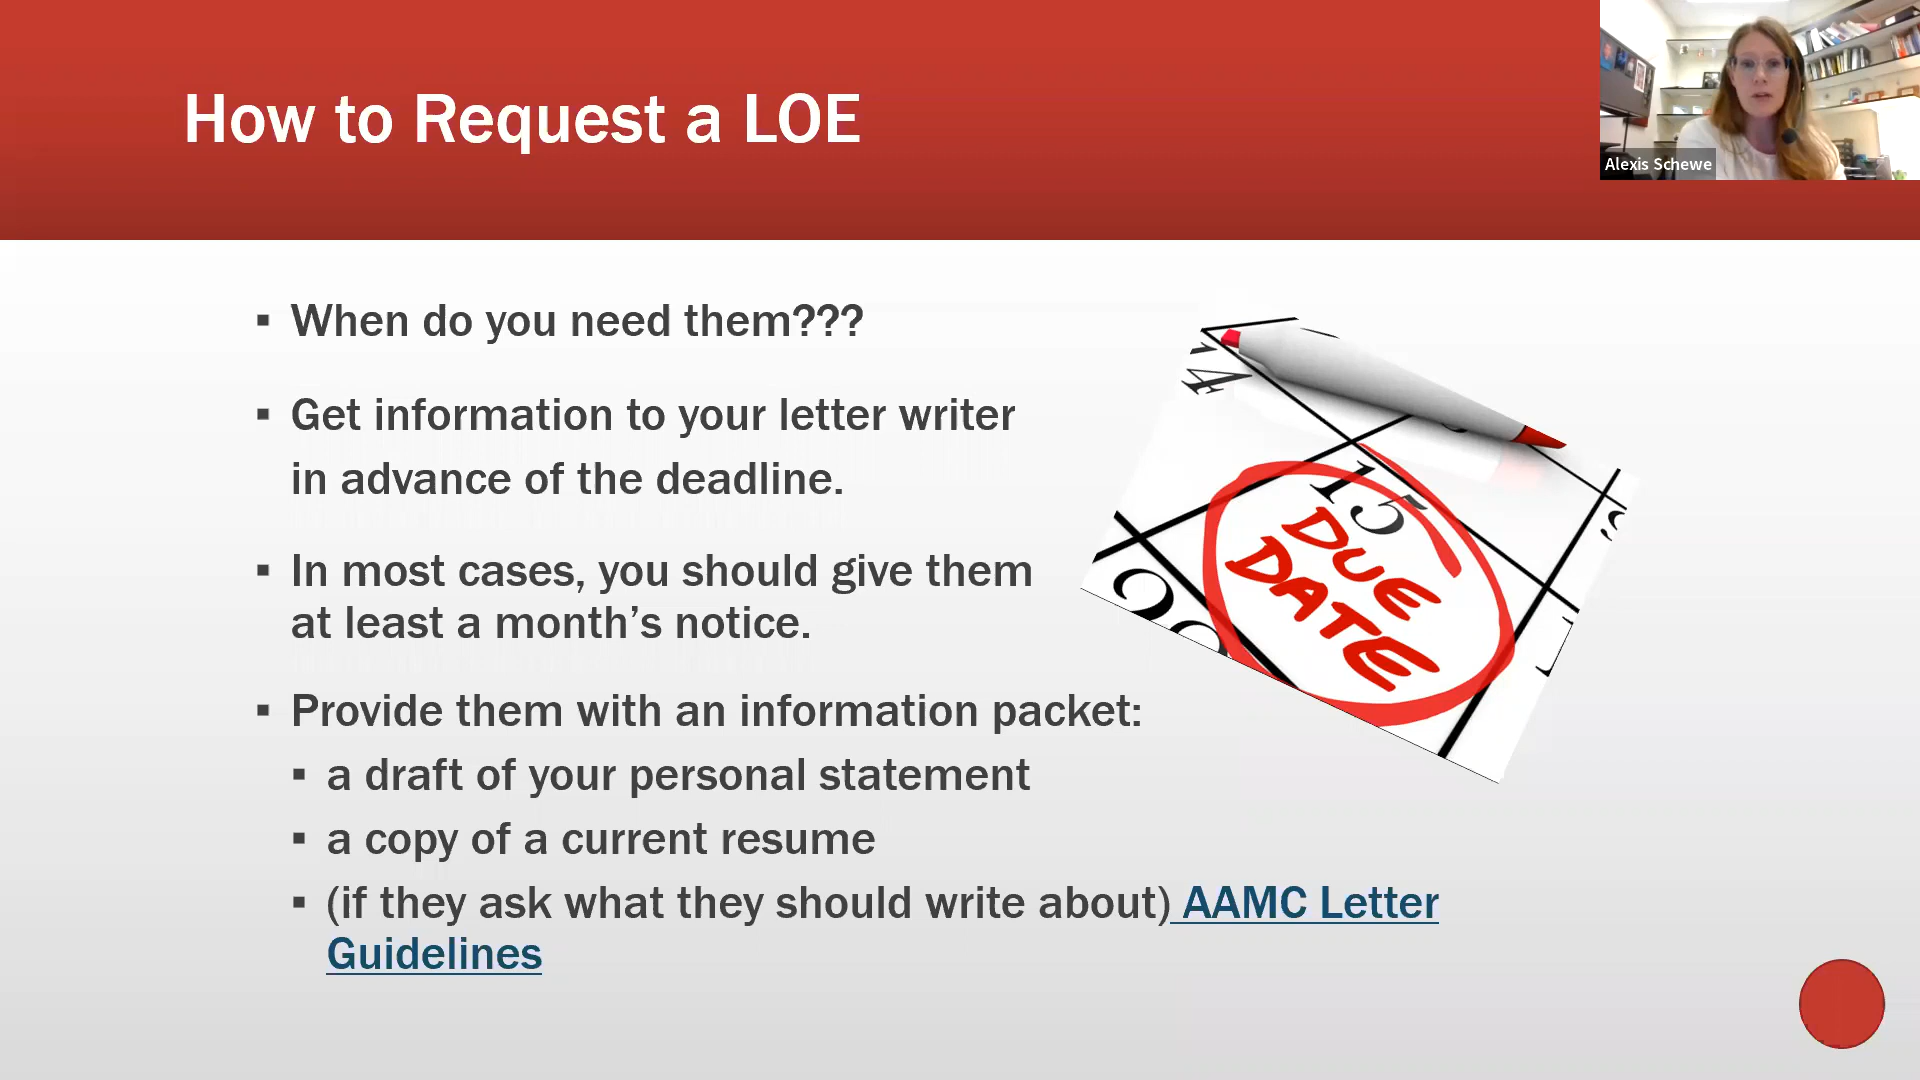 How to Request a LOE
Alexis Schewe
▪ When do you need them???
▪ Get information to your letter writer
in advance of the deadline.
▪ In most cases, you should give them
at least a month’s notice.
▪ Provide them with an information packet:
▪ a draft of your personal statement
▪ a copy of a current resume
▪ (if they ask what they should write about) AAMC Letter
Guidelines
14
15
DUE
DATE